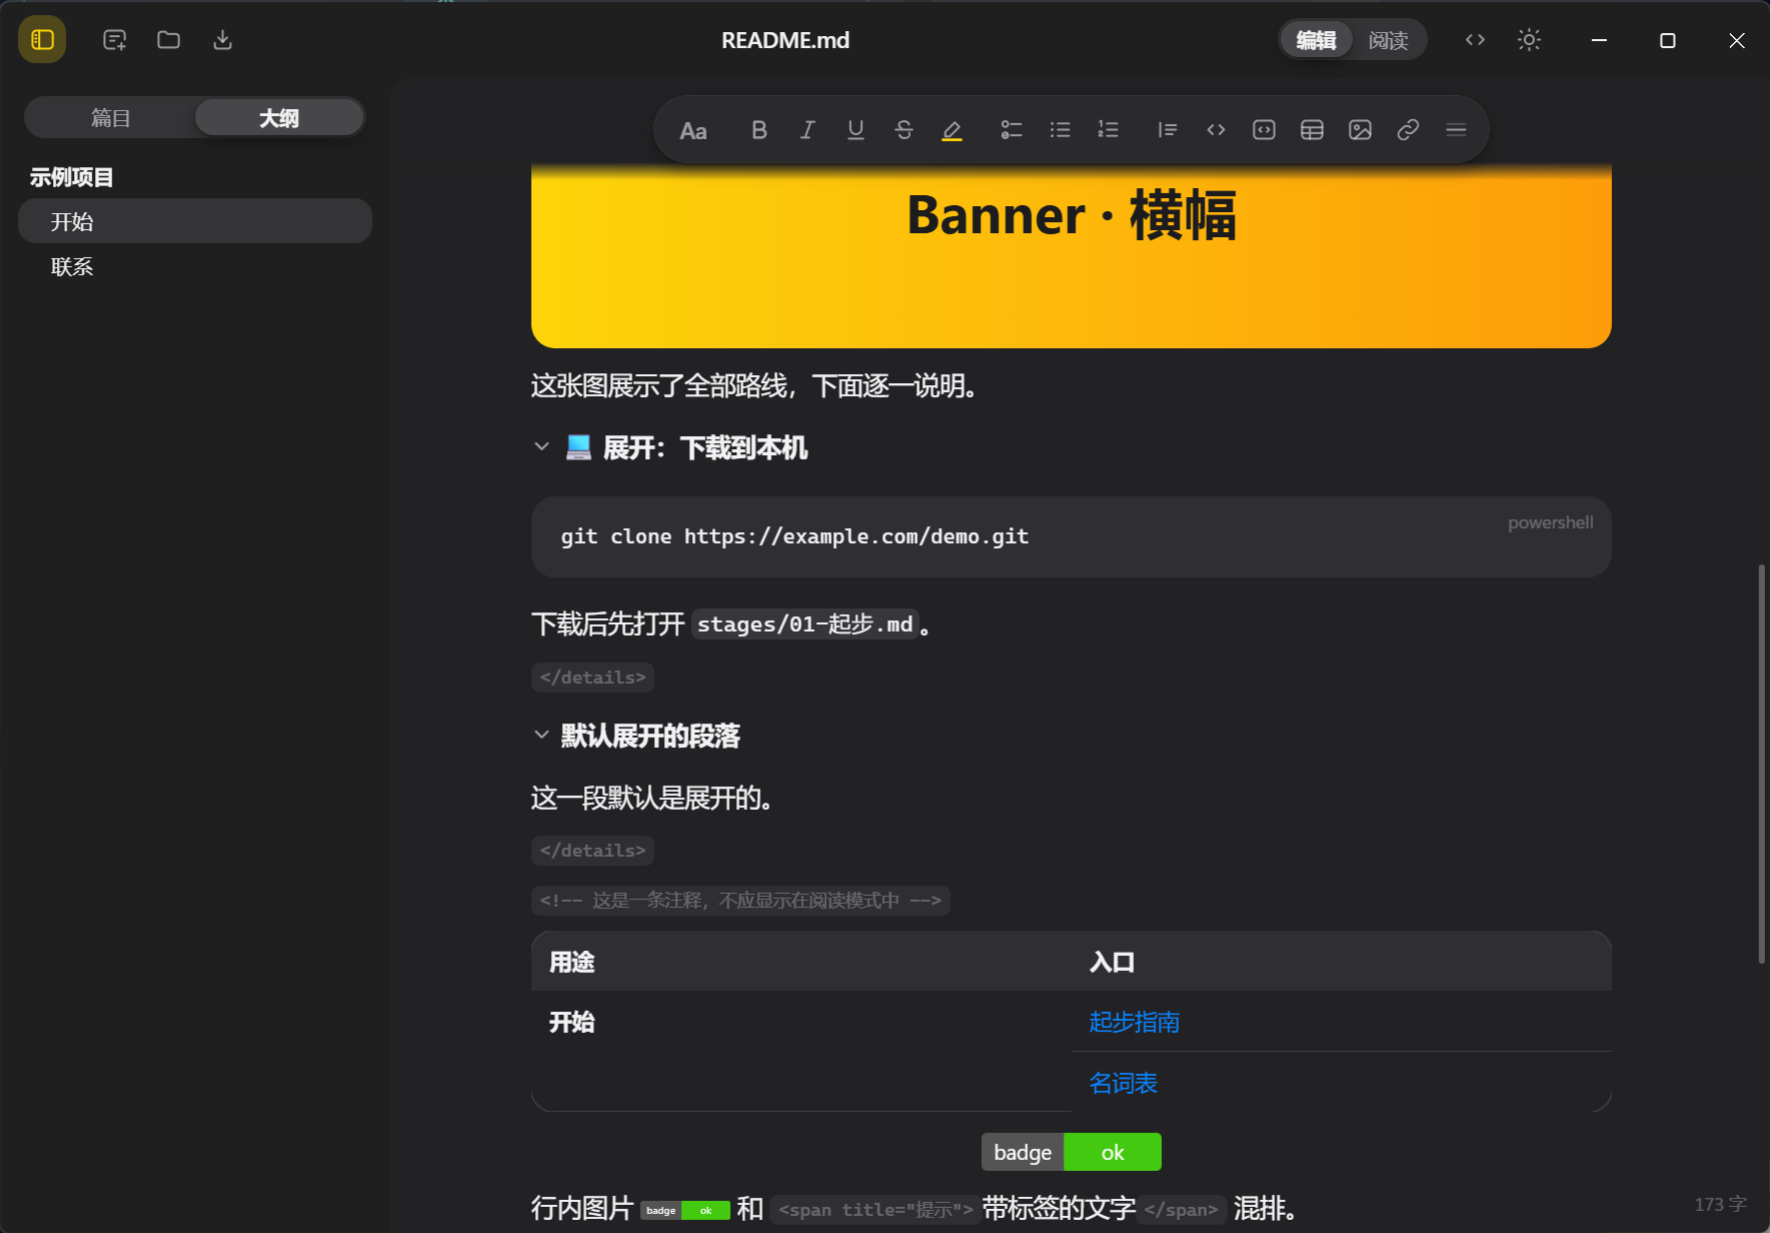 README.md
编辑
阅读
篇目
大纲
Aa
B
I
U
S
示例项目
开始
联系
Banner · 横幅
这张图展示了全部路线，下面逐一说明。
💻 展开：下载到本机
powershell
git clone https://example.com/demo.git
下载后先打开 stages/01-起步.md。
</details>
默认展开的段落
这一段默认是展开的。
</details>
<!-- 这是一条注释，不应显示在阅读模式中 -->
用途 入口
开始 起步指南
名词表
badge ok
行内图片 badge ok 和 <span title="提示"> 带标签的文字 </span> 混排。
173 字